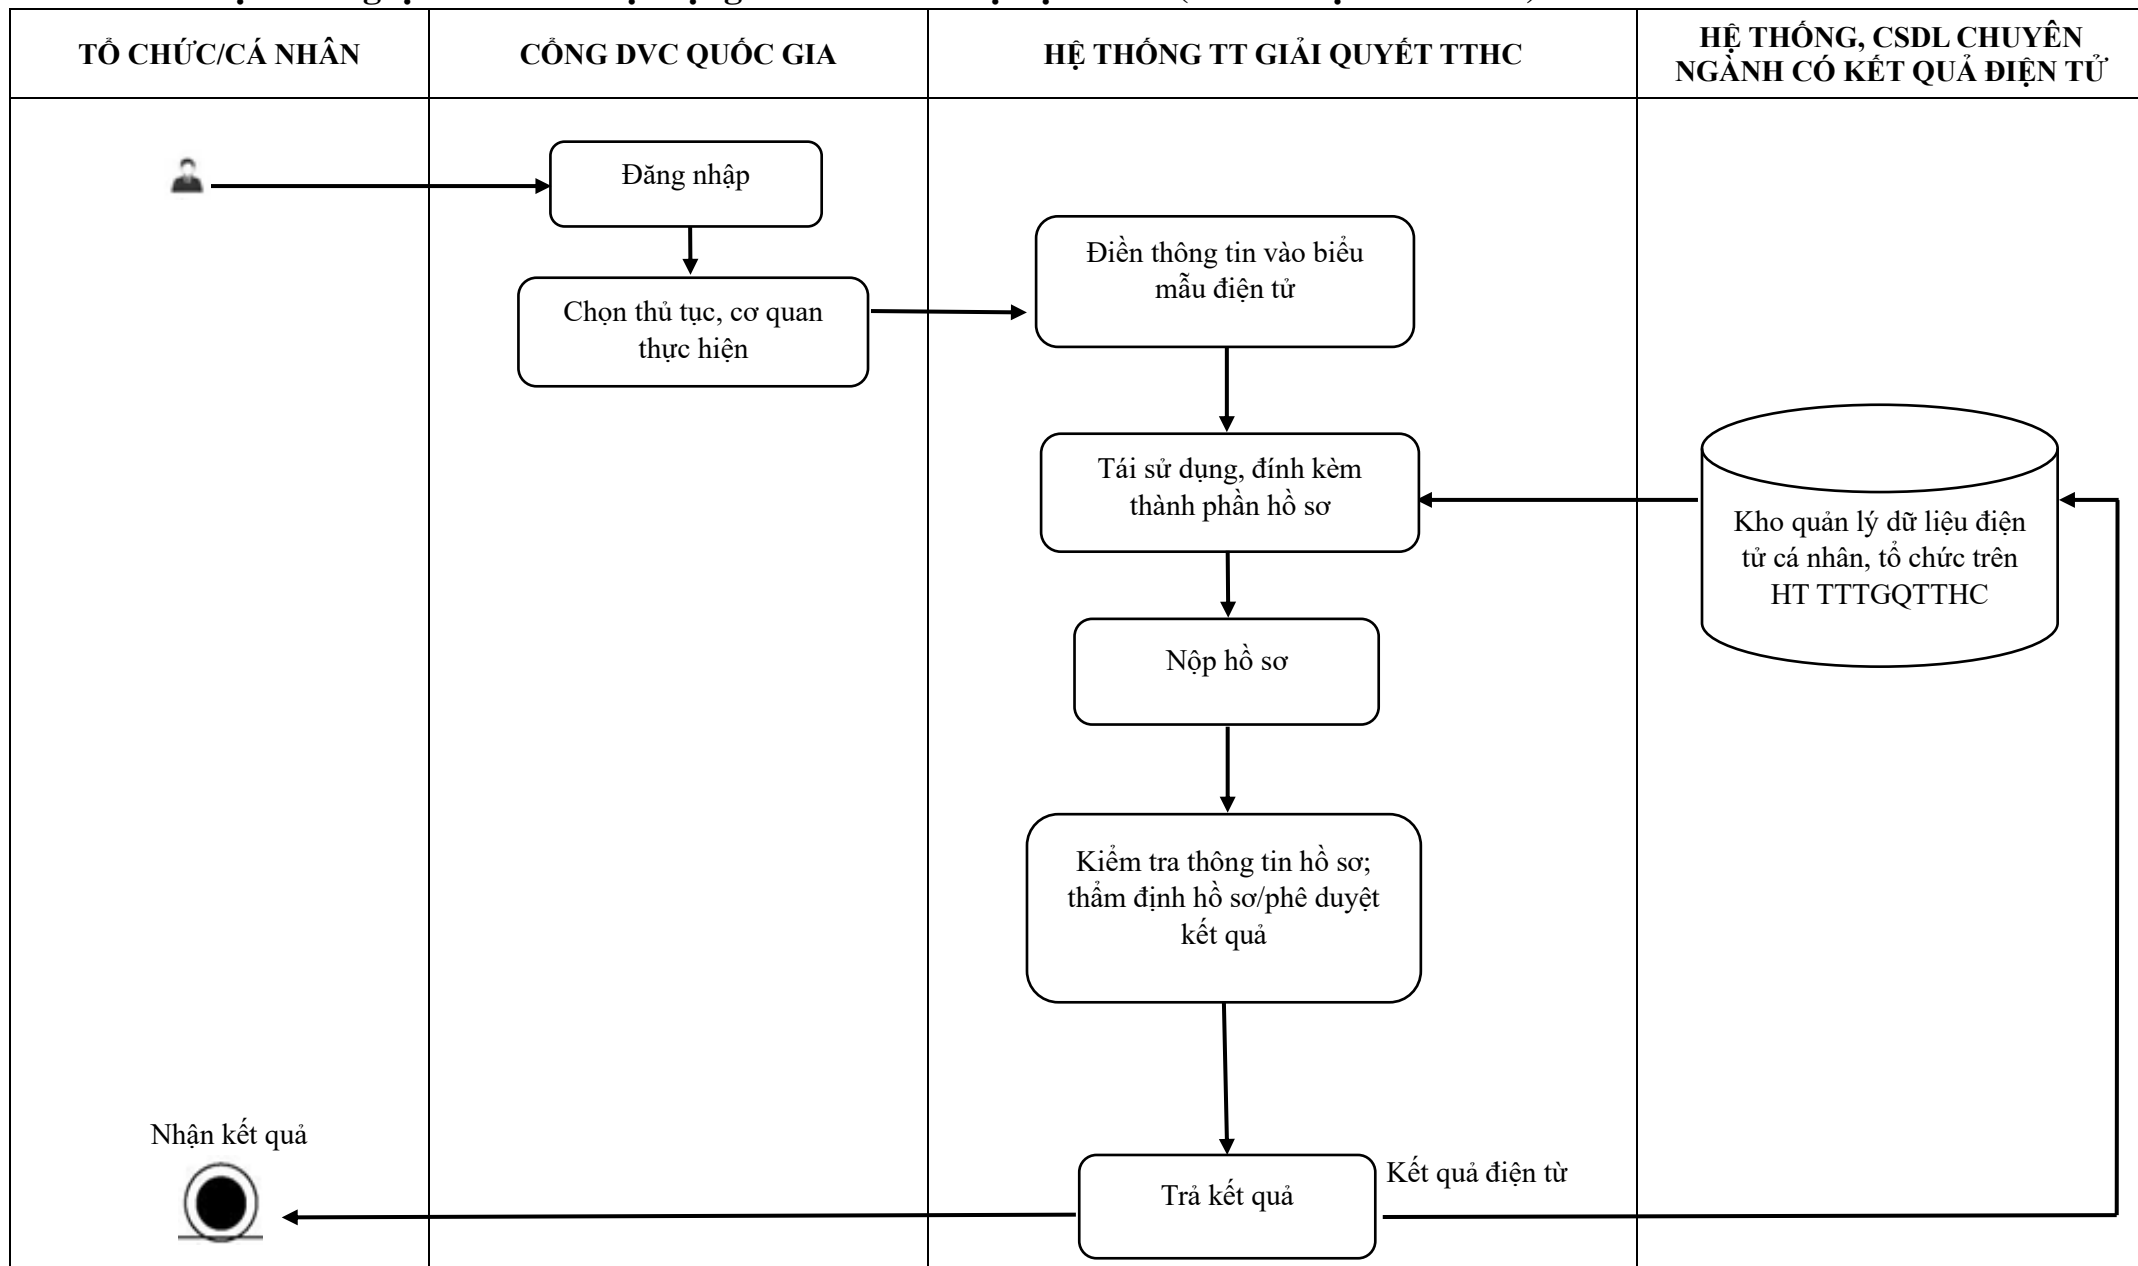 TỔ CHỨC/CÁ NHÂN
CỔNG DVC QUỐC GIA
HỆ THỐNG TT GIẢI QUYẾT TTHC
HỆ THỐNG, CSDL CHUYÊN
NGÀNH CÓ KẾT QUẢ ĐIỆN TỬ
Đăng nhập
Chọn thủ tục, cơ quan
thực hiện
Điền thông tin vào biểu
mẫu điện tử
Tái sử dụng, đính kèm
thành phần hồ sơ
Kho quản lý dữ liệu điện
tử cá nhân, tổ chức trên
HT TTTGQTTHC
Nộp hồ sơ
Kiểm tra thông tin hồ sơ;
thẩm định hồ sơ/phê duyệt
kết quả
Nhận kết quả
Trả kết quả
Kết quả điện từ